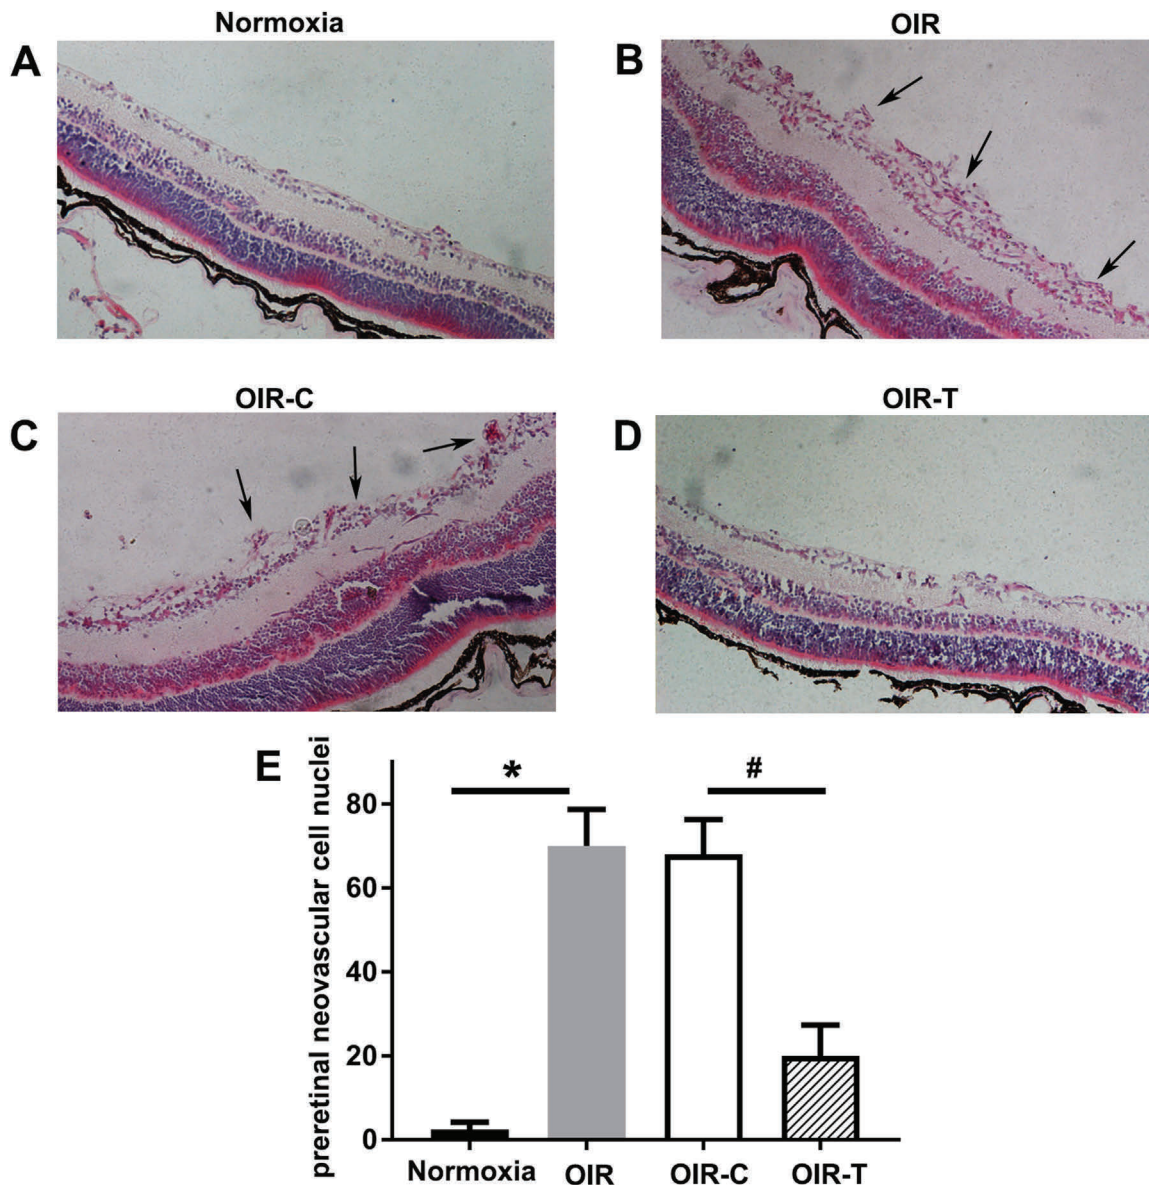 Normoxia
OIR
A
B
OIR-C
OIR-T
C
D
E
preretinal neovascular cell nuclei
*
#
80
60
40
20
0
Normoxia
OIR
OIR-C
OIR-T